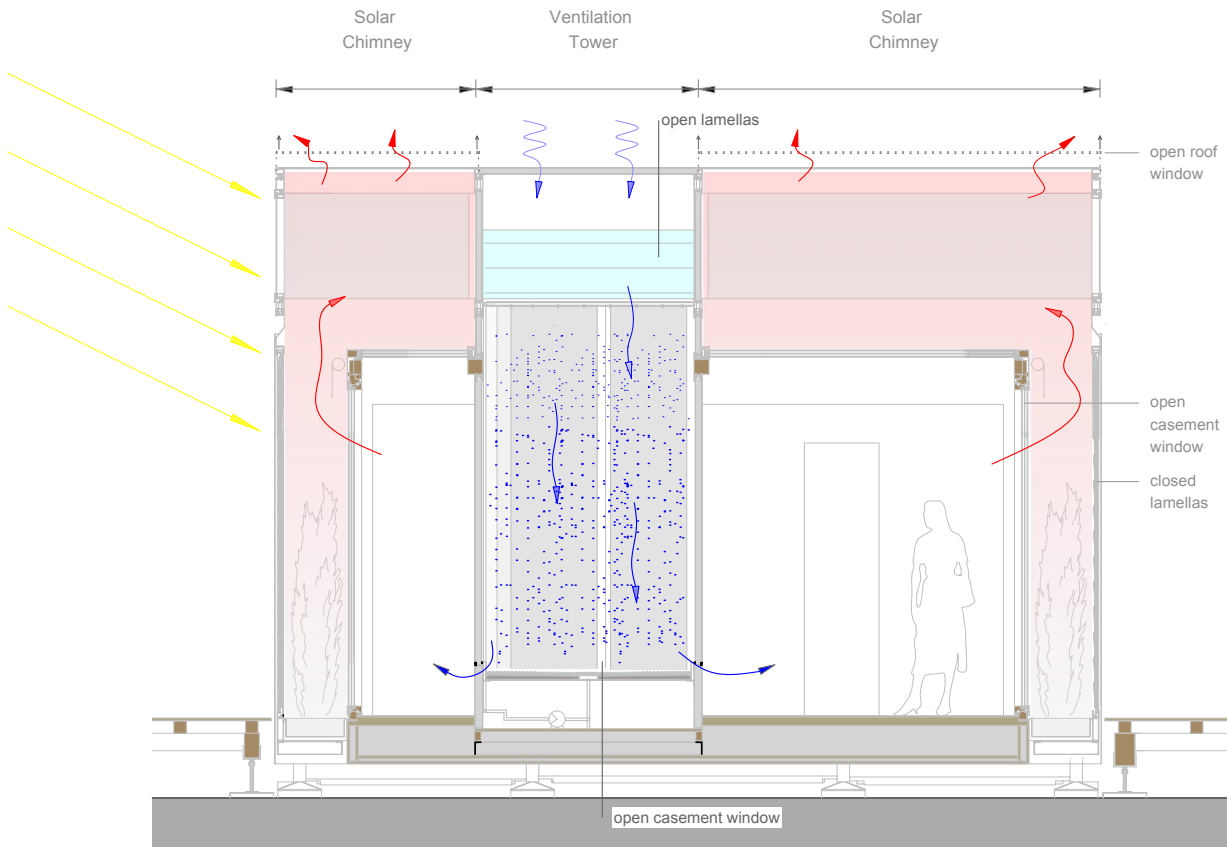 Solar
Chimney
Ventilation
Tower
Solar
Chimney
open lamellas
open roof
window
open
casement
window
closed
lamellas
open casement window